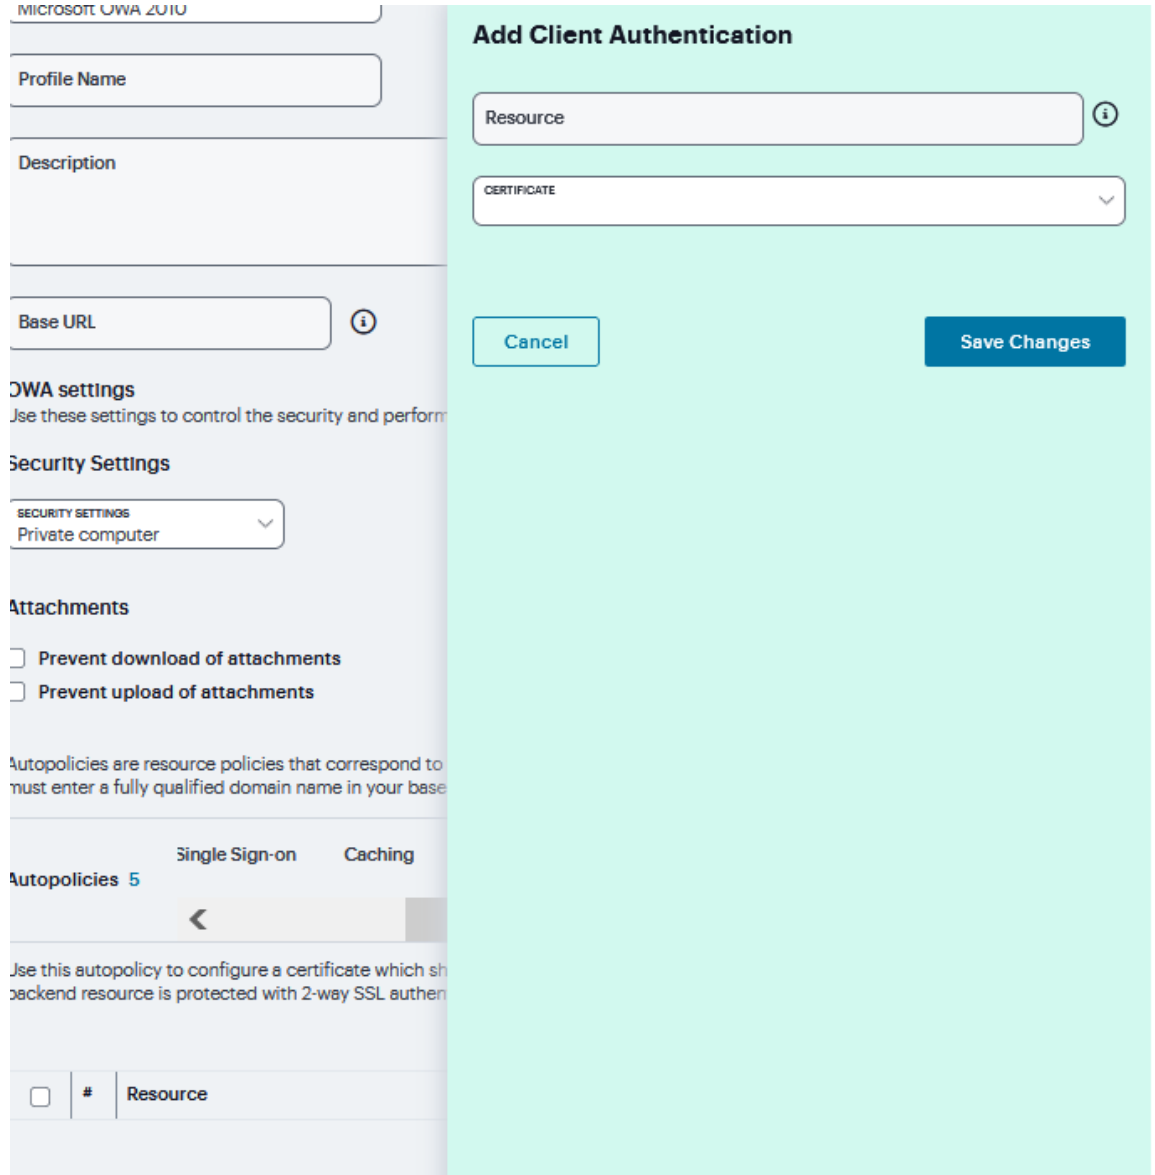 Microsoft OWA 2010
Profile Name
Description
Base URL
OWA settings
Use these settings to control the security and perform
Security Settings
SECURITY SETTINGS
Private computer
Attachments
Prevent download of attachments
Prevent upload of attachments
Autopolicies are resource policies that correspond to
must enter a fully qualified domain name in your base
Single Sign-on Caching
Autopolicies 5
Use this autopolicy to configure a certificate which sh
backend resource is protected with 2-way SSL authen
# Resource
Add Client Authentication
Resource
CERTIFICATE
Cancel Save Changes